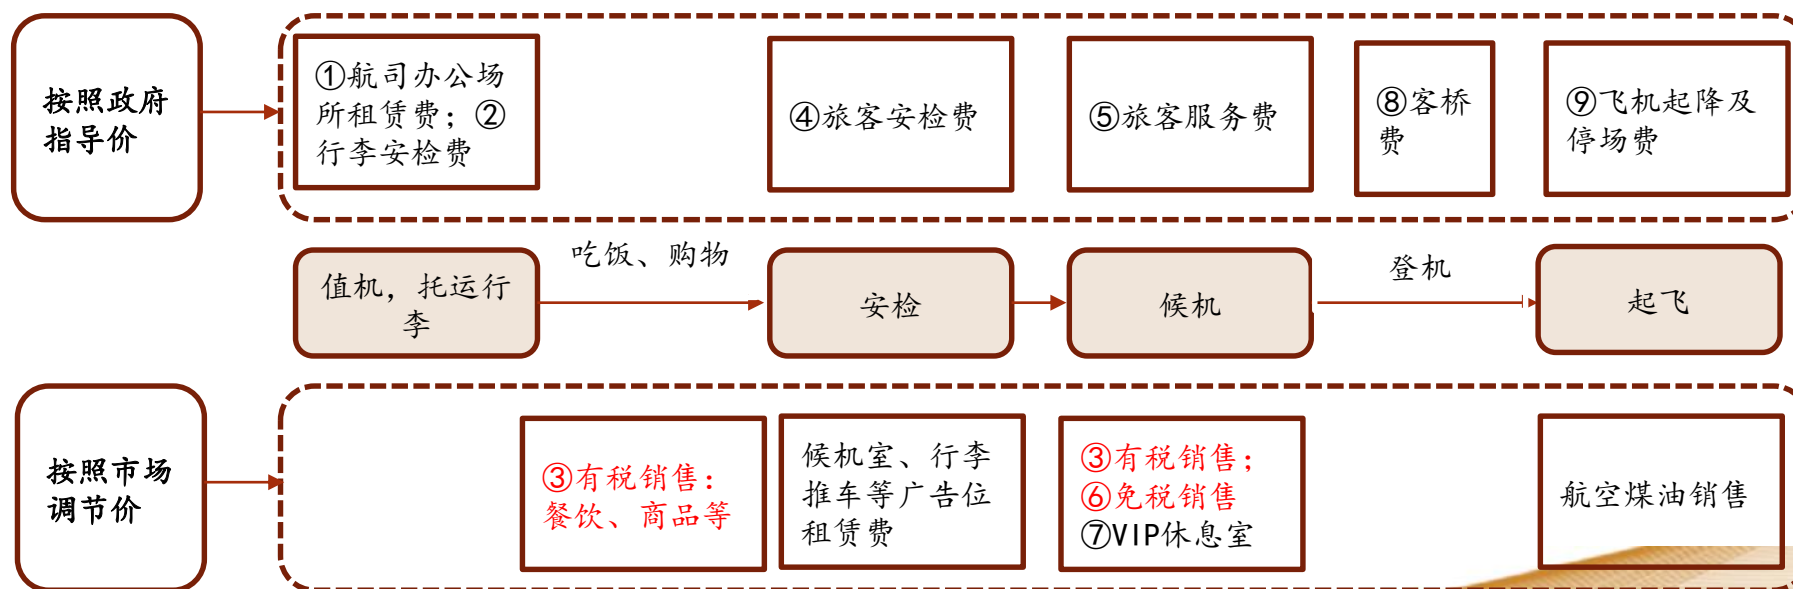 按照政府
指导价
①航司办公场
所租赁费；②
行李安检费
④旅客安检费
⑤旅客服务费
⑧客桥
费
⑨飞机起降及
停场费
值机，托运行
李
吃饭、购物
安检
候机
登机
起飞
按照市场
调节价
③有税销售：
餐饮、商品等
候机室、行李
推车等广告位
租赁费
③有税销售；
⑥免税销售
⑦VIP休息室
航空煤油销售